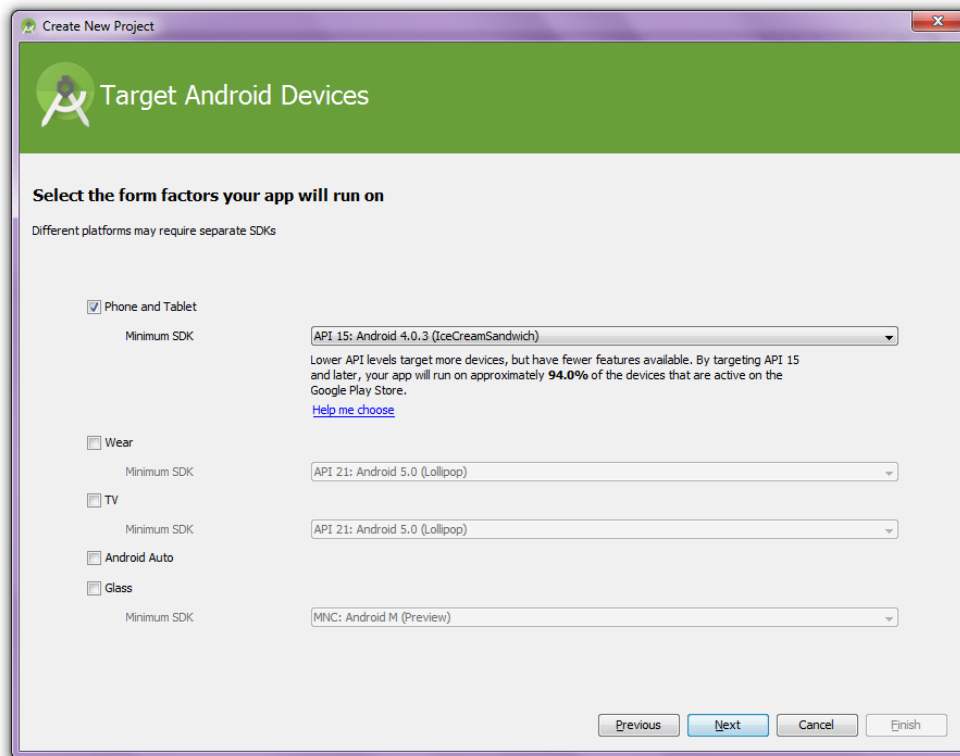 Create New Project
Target Android Devices
Select the form factors your app will run on
Different platforms may require separate SDKs
Phone and Tablet
Minimum SDK API 15: Android 4.0.3 (IceCreamSandwich)
Lower API levels target more devices, but have fewer features available. By targeting API 15
and later, your app will run on approximately 94.0% of the devices that are active on the
Google Play Store.
Help me choose
Wear
Minimum SDK API 21: Android 5.0 (Lollipop)
TV
Minimum SDK API 21: Android 5.0 (Lollipop)
Android Auto
Glass
Minimum SDK MNC: Android M (Preview)
Previous Next Cancel Finish